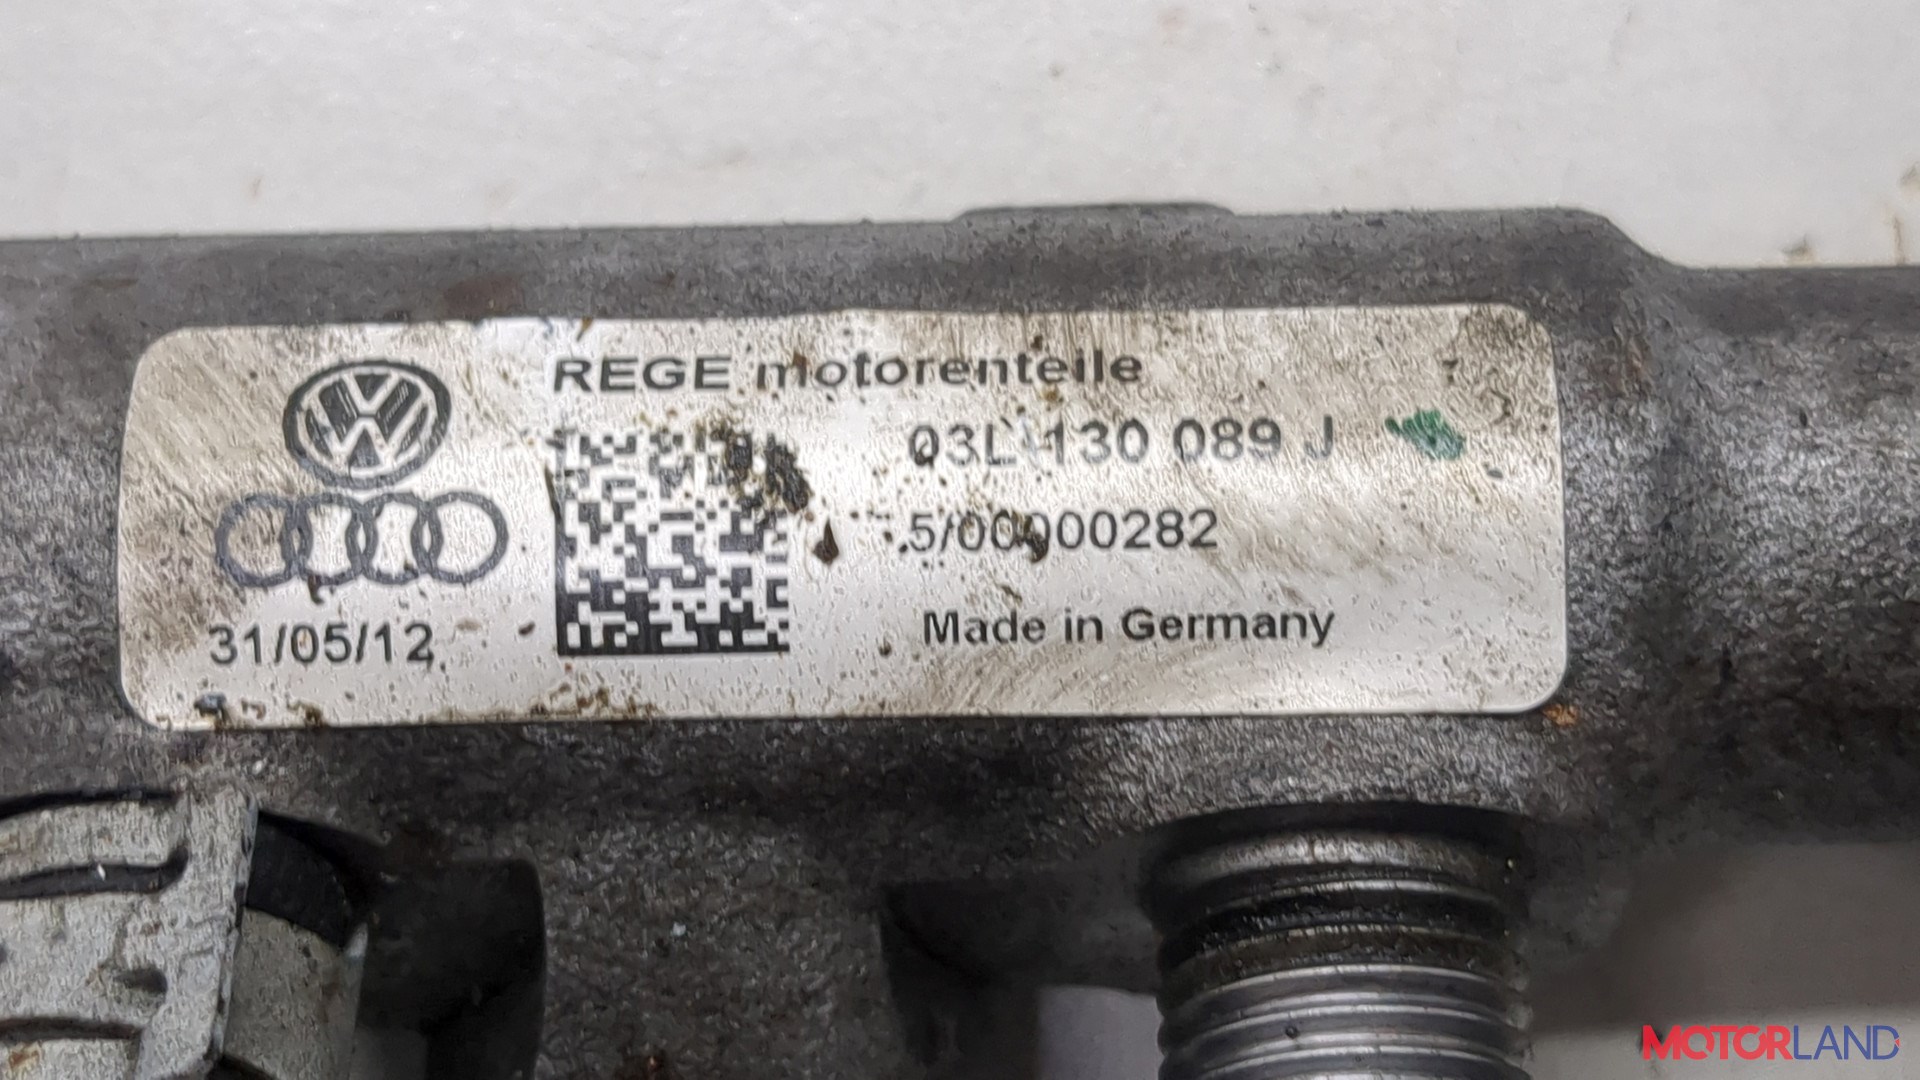 REGE motorenteile
03L 130 089 J
5/00000282
31/05/12
Made in Germany
MOTORLAND